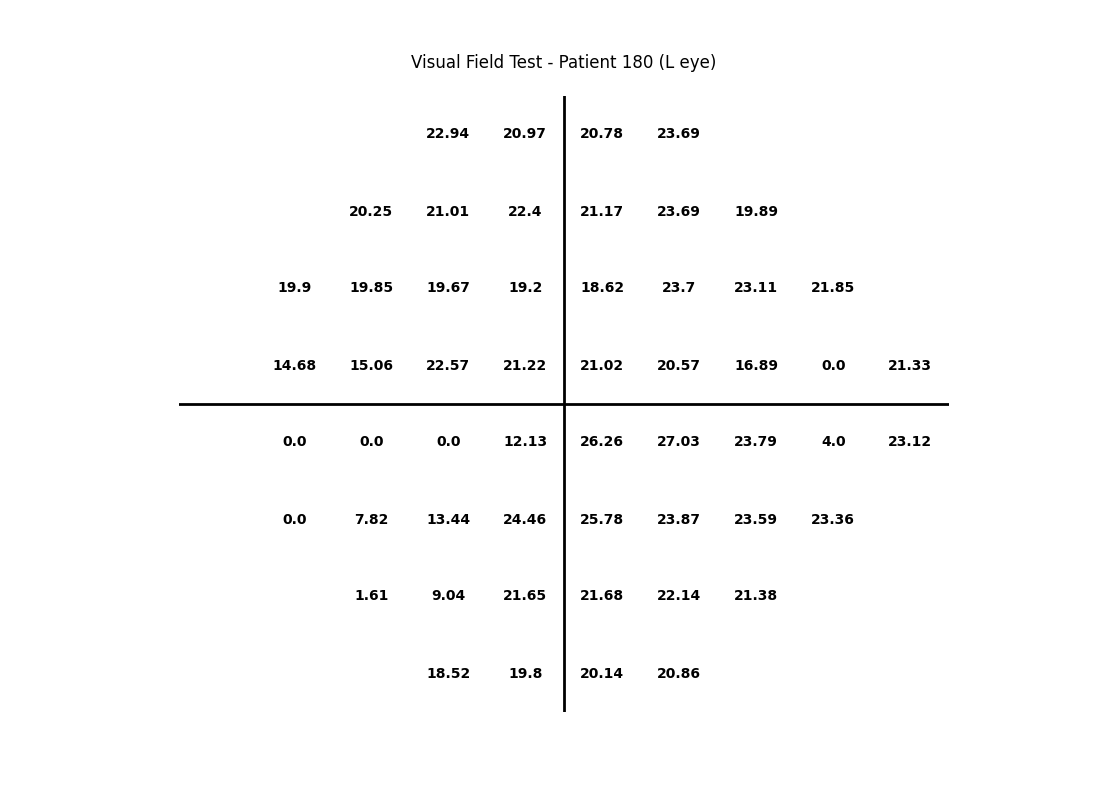 Visual Field Test - Patient 180 (L eye)
22.94 20.97 20.78 23.69
20.25 21.01 22.4 21.17 23.69 19.89
19.9 19.85 19.67 19.2 18.62 23.7 23.11 21.85
14.68 15.06 22.57 21.22 21.02 20.57 16.89 0.0 21.33
0.0 0.0 0.0 12.13 26.26 27.03 23.79 4.0 23.12
0.0 7.82 13.44 24.46 25.78 23.87 23.59 23.36
1.61 9.04 21.65 21.68 22.14 21.38
18.52 19.8 20.14 20.86